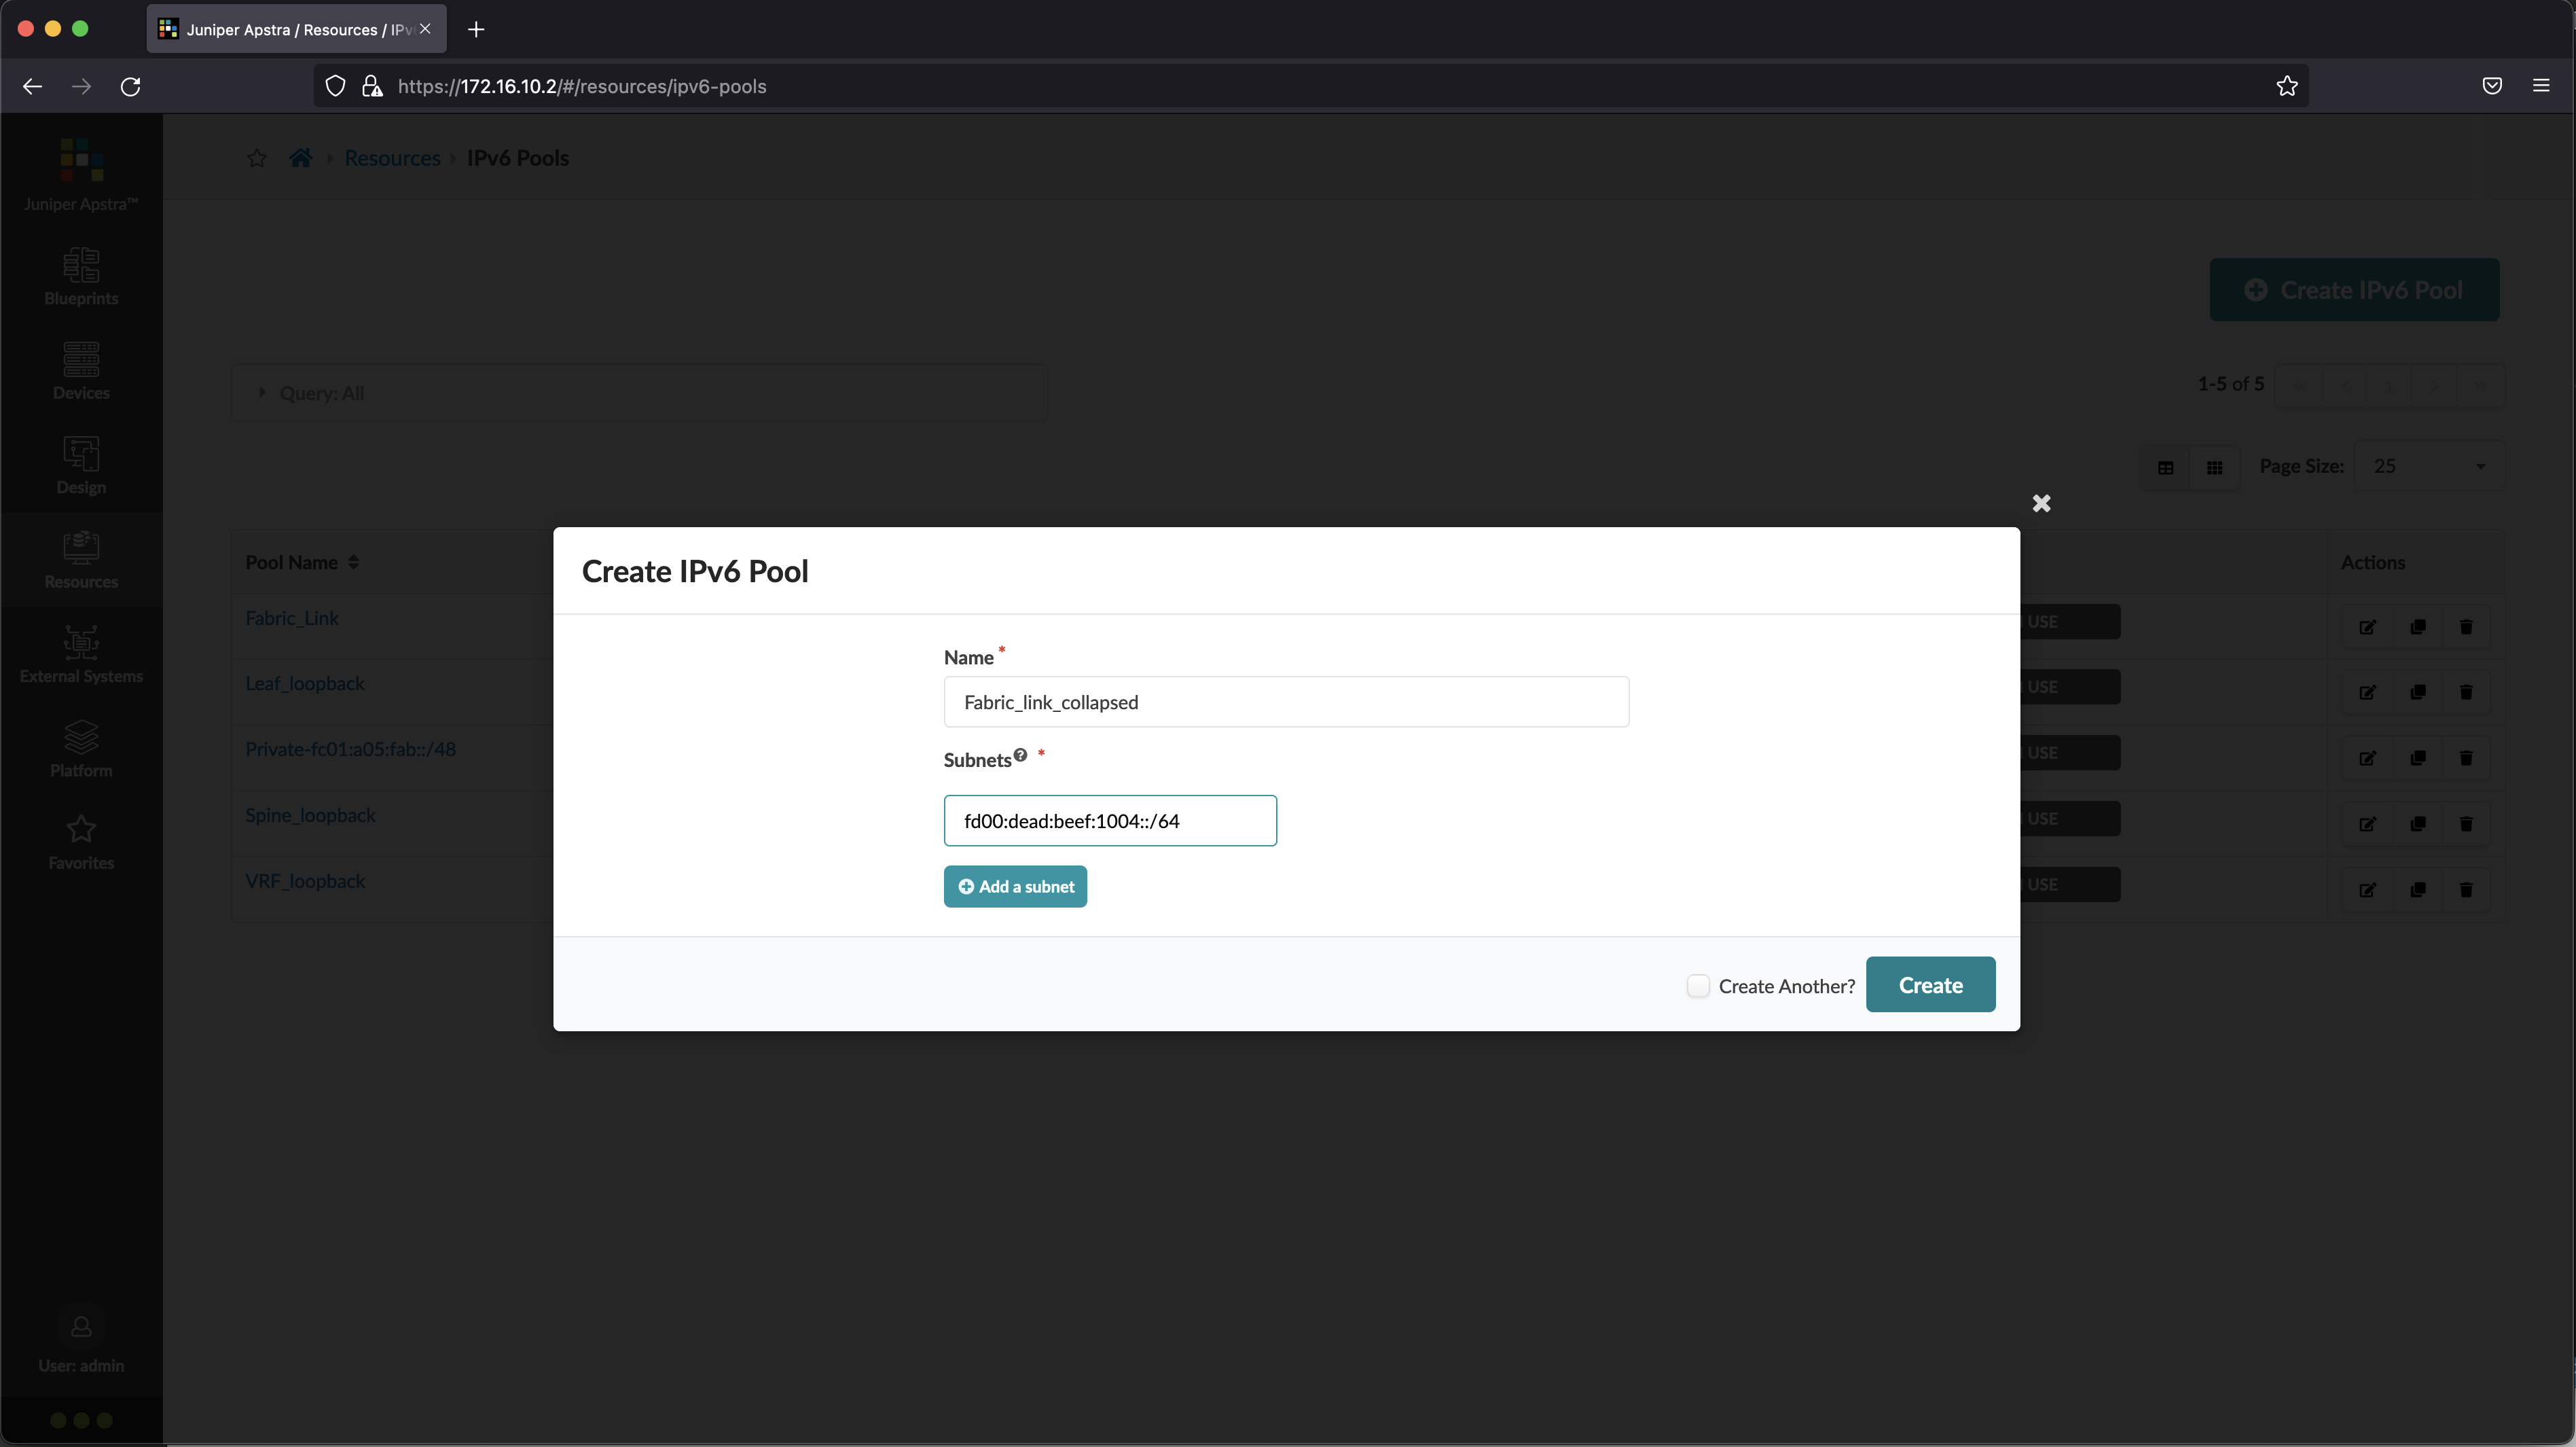 Juniper Apstra / Resources / IPv
https://172.16.10.2/#/resources/ipv6-pools
Juniper Apstra™
Blueprints
Devices
Design
Resources
External Systems
Platform
Favorites
User: admin
Resources
IPv6 Pools
Create IPv6 Pool
Query: All
1-5 of 5
1
Page Size:
25
Pool Name
Actions
Fabric_Link
USE
Leaf_loopback
USE
Private-fc01:a05:fab::/48
USE
Spine_loopback
USE
VRF_loopback
USE
Create IPv6 Pool
Name *
Fabric_link_collapsed
Subnets *
fd00:dead:beef:1004::/64
Add a subnet
Create Another?
Create